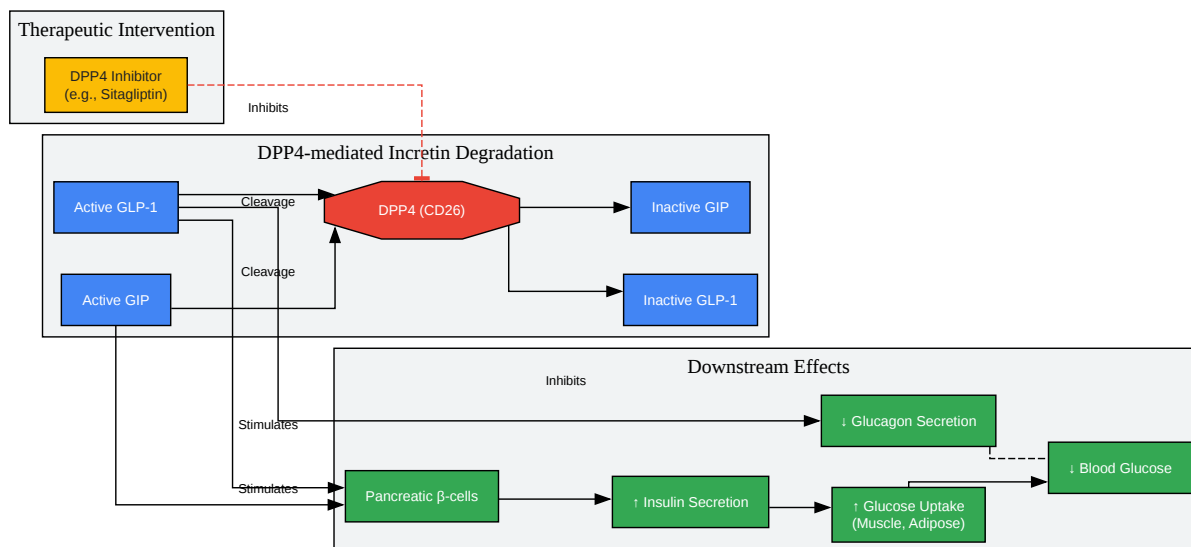 Therapeutic Intervention
DPP4 Inhibitor
(e.g., Sitagliptin)
Inhibits
DPP4-mediated Incretin Degradation
Active GLP-1
Cleavage
DPP4 (CD26)
Inactive GIP
Cleavage
Active GIP
Inactive GLP-1
Downstream Effects
Inhibits
↓ Glucagon Secretion
Stimulates
↓ Blood Glucose
Stimulates
Pancreatic β-cells
↑ Insulin Secretion
↑ Glucose Uptake
(Muscle, Adipose)